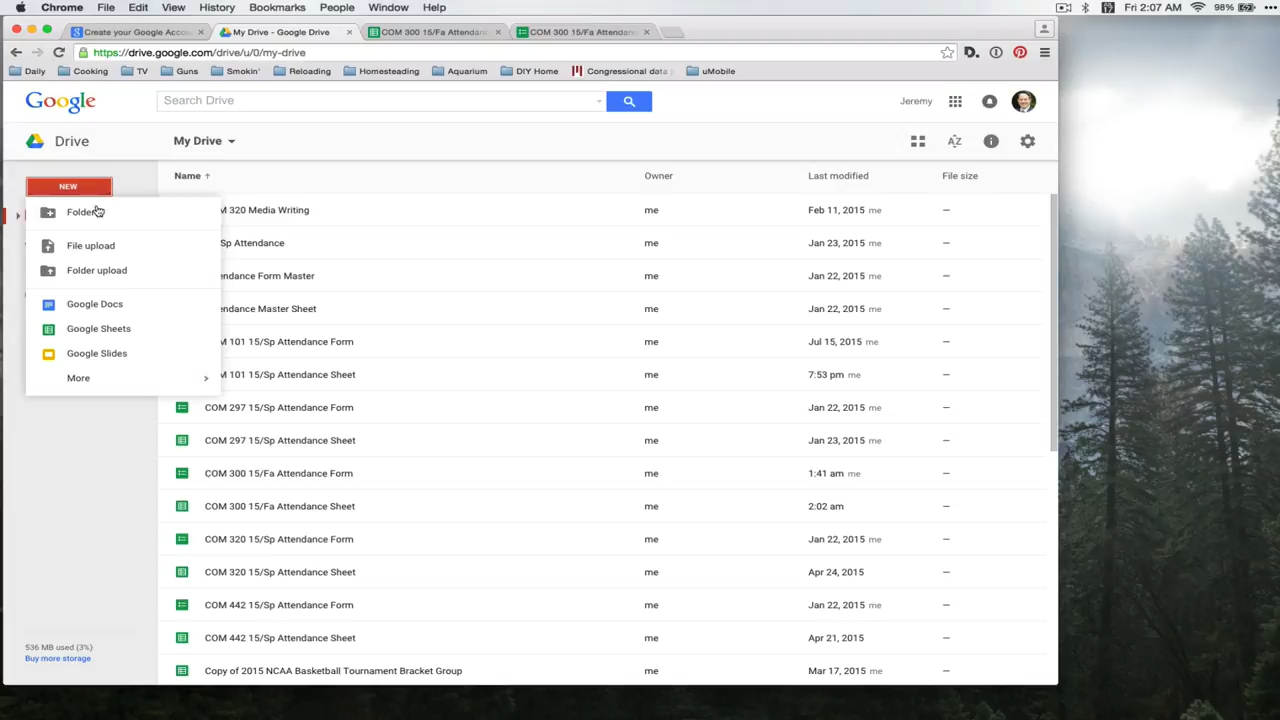 Chrome File Edit View History Bookmarks People Window Help Fri 2:07 AM 98%
Create your Google Acco
My Drive - Google Drive
COM 300 15/Fa Attendanc
COM 300 15/Fa Attendanc
https://drive.google.com/drive/u/0/my-drive
Daily Cooking TV Guns Smokin' Reloading Homesteading Aquarium DIY Home Congressional data uMobile
Google Search Drive Jeremy
Drive My Drive AZ
NEW Name Owner Last modified File size
Folder M 320 Media Writing me Feb 11, 2015 me —
File upload Sp Attendance me Jan 23, 2015 me —
Folder upload endance Form Master me Jan 22, 2015 me —
Google Docs endance Master Sheet me Jan 22, 2015 me —
Google Sheets M 101 15/Sp Attendance Form me Jul 15, 2015 me —
Google Slides M 101 15/Sp Attendance Sheet me 7:53 pm me —
More
COM 297 15/Sp Attendance Form me Jan 22, 2015 me —
COM 297 15/Sp Attendance Sheet me Jan 23, 2015 me —
COM 300 15/Fa Attendance Form me 1:41 am me —
COM 300 15/Fa Attendance Sheet me 2:02 am —
COM 320 15/Sp Attendance Form me Jan 22, 2015 me —
COM 320 15/Sp Attendance Sheet me Apr 24, 2015 —
COM 442 15/Sp Attendance Form me Jan 22, 2015 me —
COM 442 15/Sp Attendance Sheet me Apr 21, 2015 —
536 MB used (3%)
Buy more storage
Copy of 2015 NCAA Basketball Tournament Bracket Group me Mar 17, 2015 me —